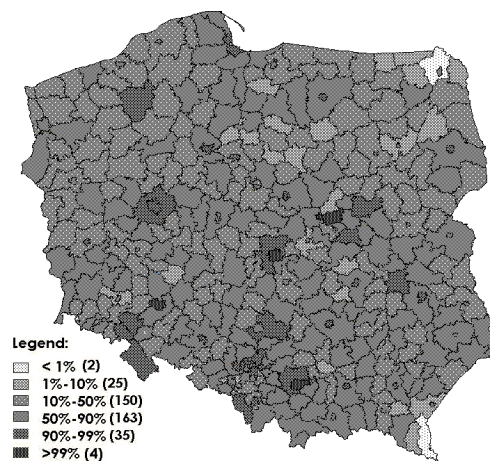 Legend:
< 1% (2)
1%-10% (25)
10%-50% (150)
50%-90% (163)
90%-99% (35)
>99% (4)